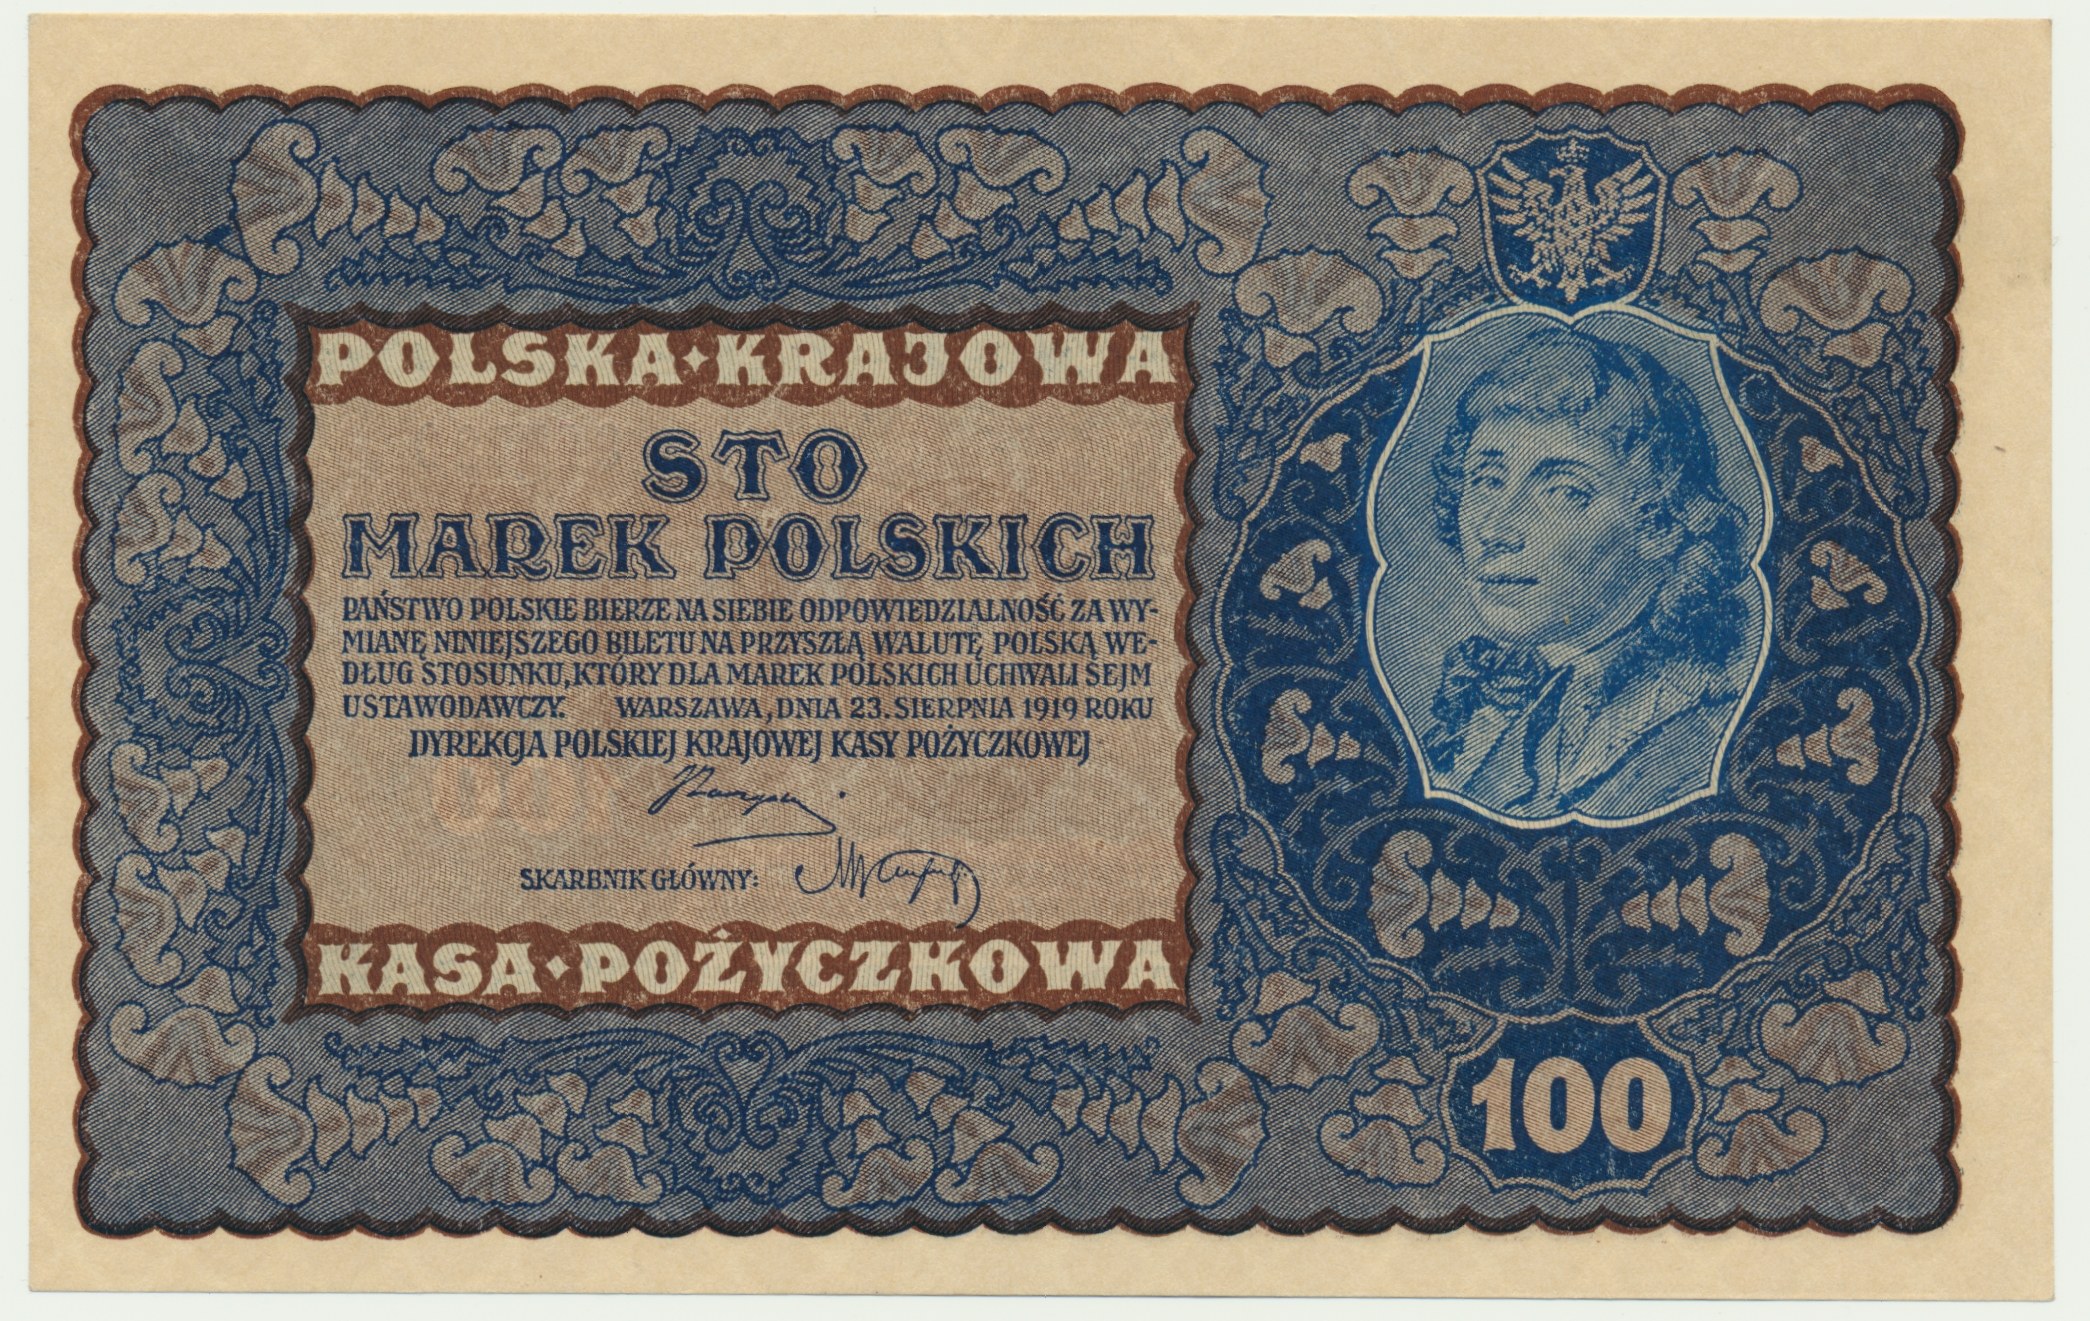 POLSKA·KRAJOWA
STO
MAREK POLSKICH
PAŃSTWO POLSKIE BIERZE NA SIEBIE ODPOWIEDZIALNOŚĆ ZA WY-
MIANĘ NINIEJSZEGO BILETU NA PRZYSZŁĄ WALUTĘ POLSKĄ WE-
DŁUG STOSUNKU, KTÓRY DLA MAREK POLSKICH UCHWALI SEJM
USTAWODAWCZY. WARSZAWA, DNIA 23. SIERPNIA 1919 ROKU
DYREKCJA POLSKIEJ KRAJOWEJ KASY POŻYCZKOWEJ
SKARBNIK GŁÓWNY:
KASA·POŻYCZKOWA
100